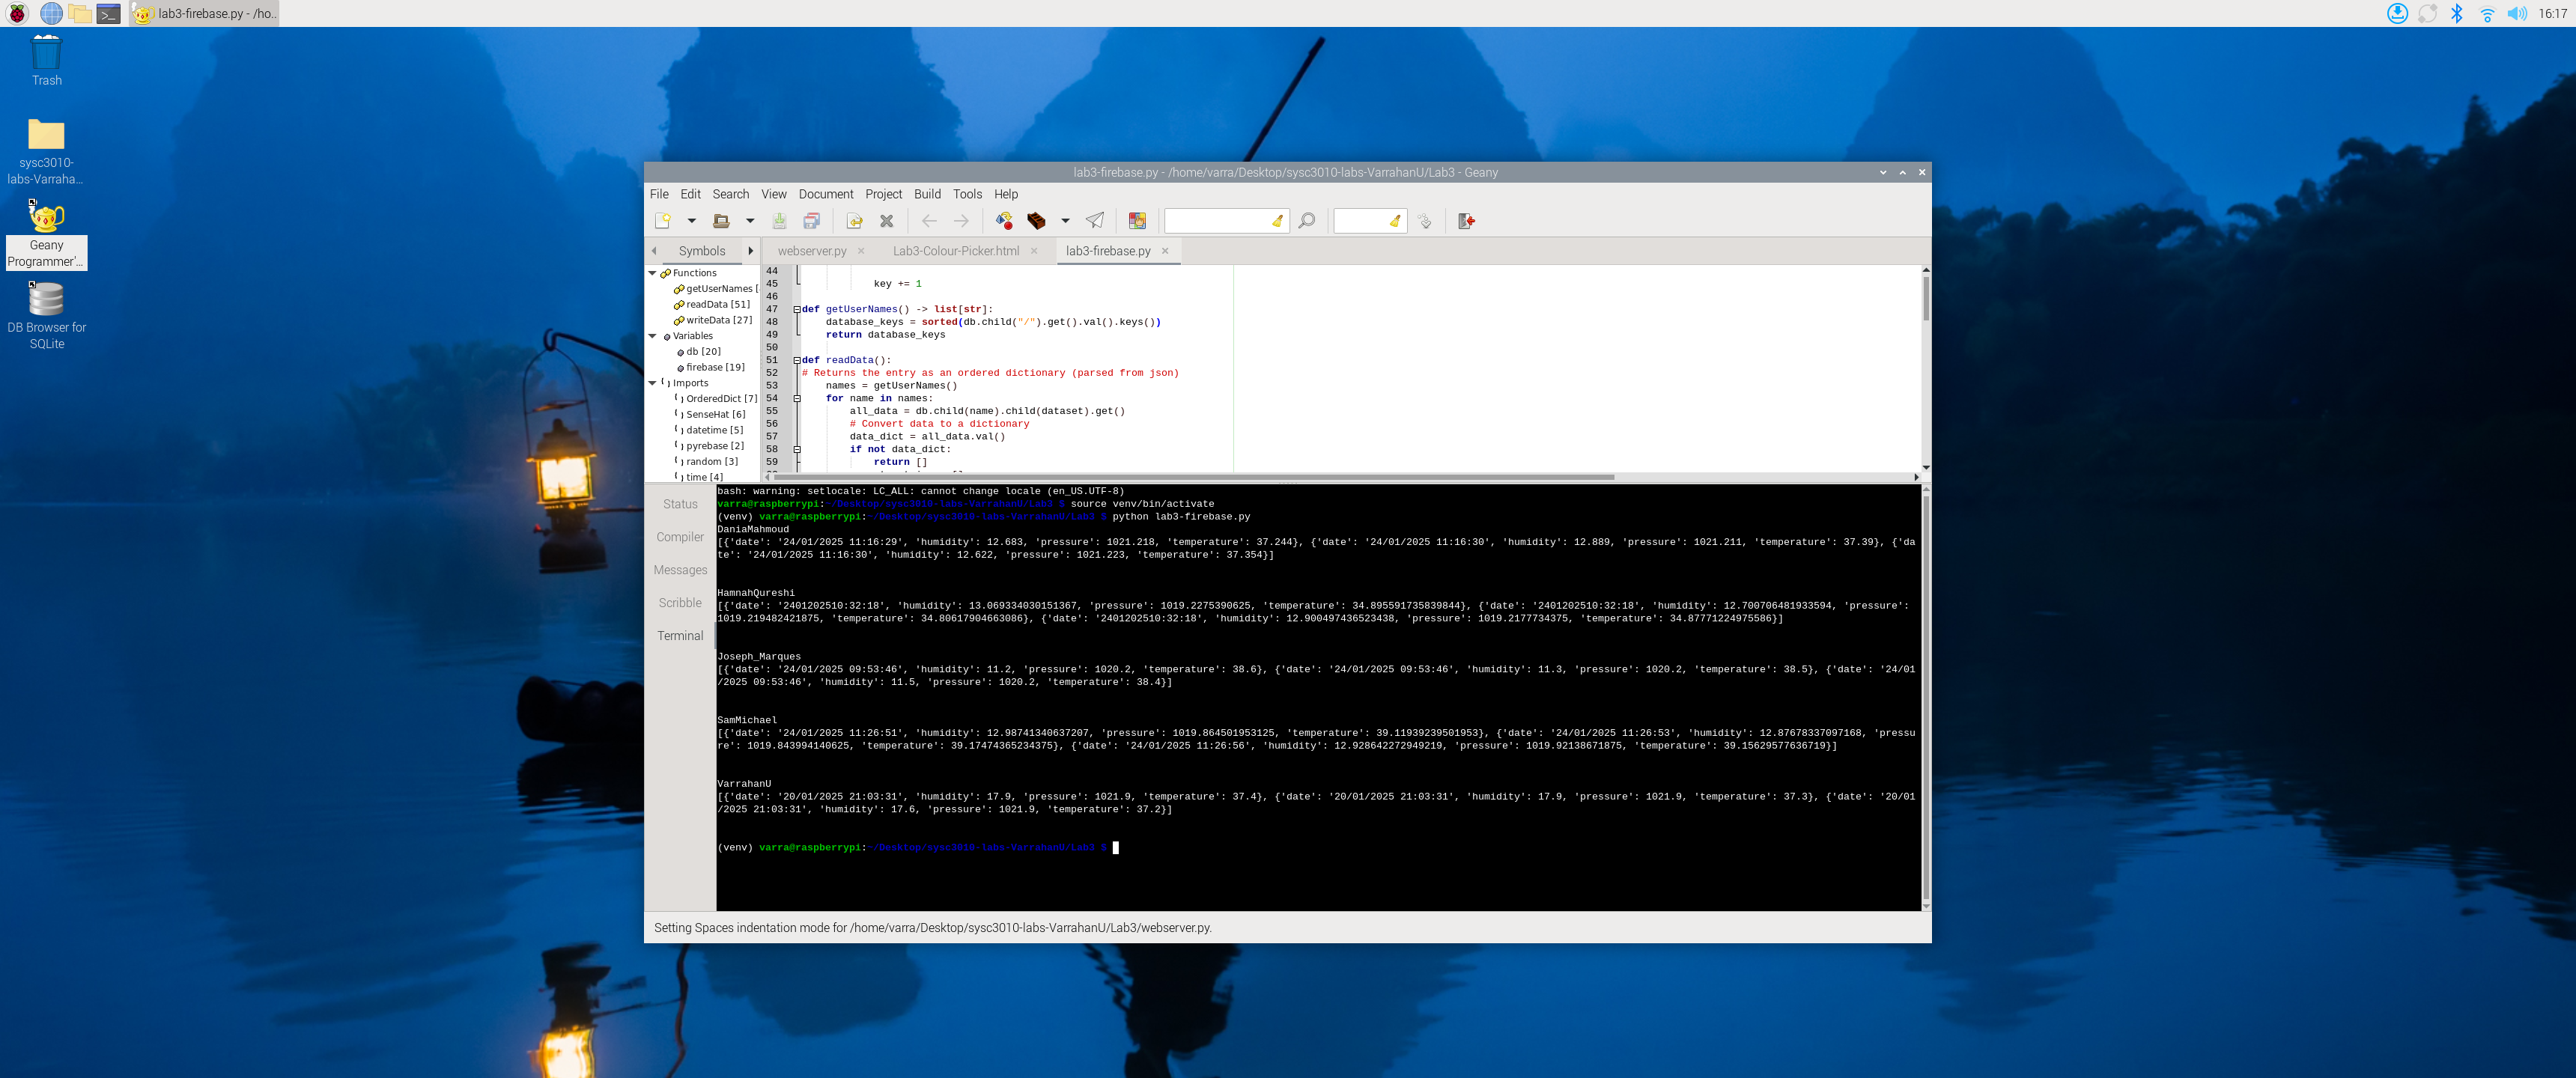 lab3-firebase.py - /ho..
16:17
Trash
sysc3010-
labs-Varraha...
Geany
Programmer'...
DB Browser for
SQLite
lab3-firebase.py - /home/varra/Desktop/sysc3010-labs-VarrahanU/Lab3 - Geany
File Edit Search View Document Project Build Tools Help
Symbols
webserver.py
Lab3-Colour-Picker.html
lab3-firebase.py
Functions
getUserNames [
readData [51]
writeData [27]
Variables
db [20]
firebase [19]
Imports
OrderedDict [7]
SenseHat [6]
datetime [5]
pyrebase [2]
random [3]
time [4]
44
45 key += 1
46
47 def getUserNames() -> list[str]:
48 database_keys = sorted(db.child("/").get().val().keys())
49 return database_keys
50
51 def readData():
52 # Returns the entry as an ordered dictionary (parsed from json)
53 names = getUserNames()
54 for name in names:
55 all_data = db.child(name).child(dataset).get()
56 # Convert data to a dictionary
57 data_dict = all_data.val()
58 if not data_dict:
59 return []
Status
Compiler
Messages
Scribble
Terminal
bash: warning: setlocale: LC_ALL: cannot change locale (en_US.UTF-8)
varra@raspberrypi:~/Desktop/sysc3010-labs-VarrahanU/Lab3 $ source venv/bin/activate
(venv) varra@raspberrypi:~/Desktop/sysc3010-labs-VarrahanU/Lab3 $ python lab3-firebase.py
DaniaMahmoud
[{'date': '24/01/2025 11:16:29', 'humidity': 12.683, 'pressure': 1021.218, 'temperature': 37.244}, {'date': '24/01/2025 11:16:30', 'humidity': 12.889, 'pressure': 1021.211, 'temperature': 37.39}, {'da
te': '24/01/2025 11:16:30', 'humidity': 12.622, 'pressure': 1021.223, 'temperature': 37.354}]
HamnahQureshi
[{'date': '2401202510:32:18', 'humidity': 13.069334030151367, 'pressure': 1019.2275390625, 'temperature': 34.895591735839844}, {'date': '2401202510:32:18', 'humidity': 12.700706481933594, 'pressure':
1019.219482421875, 'temperature': 34.80617904663086}, {'date': '2401202510:32:18', 'humidity': 12.900497436523438, 'pressure': 1019.2177734375, 'temperature': 34.87771224975586}]
Joseph_Marques
[{'date': '24/01/2025 09:53:46', 'humidity': 11.2, 'pressure': 1020.2, 'temperature': 38.6}, {'date': '24/01/2025 09:53:46', 'humidity': 11.3, 'pressure': 1020.2, 'temperature': 38.5}, {'date': '24/01
/2025 09:53:46', 'humidity': 11.5, 'pressure': 1020.2, 'temperature': 38.4}]
SamMichael
[{'date': '24/01/2025 11:26:51', 'humidity': 12.98741340637207, 'pressure': 1019.864501953125, 'temperature': 39.11939239501953}, {'date': '24/01/2025 11:26:53', 'humidity': 12.87678337097168, 'pressu
re': 1019.843994140625, 'temperature': 39.17474365234375}, {'date': '24/01/2025 11:26:56', 'humidity': 12.928642272949219, 'pressure': 1019.92138671875, 'temperature': 39.15629577636719}]
VarrahanU
[{'date': '20/01/2025 21:03:31', 'humidity': 17.9, 'pressure': 1021.9, 'temperature': 37.4}, {'date': '20/01/2025 21:03:31', 'humidity': 17.9, 'pressure': 1021.9, 'temperature': 37.3}, {'date': '20/01
/2025 21:03:31', 'humidity': 17.6, 'pressure': 1021.9, 'temperature': 37.2}]
(venv) varra@raspberrypi:~/Desktop/sysc3010-labs-VarrahanU/Lab3 $
Setting Spaces indentation mode for /home/varra/Desktop/sysc3010-labs-VarrahanU/Lab3/webserver.py.